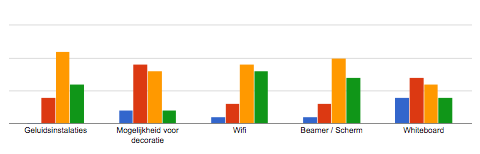 Geluidsinstalaties Mogelijkheid voor Wifi Beamer / Scherm Whiteboard
decoratie